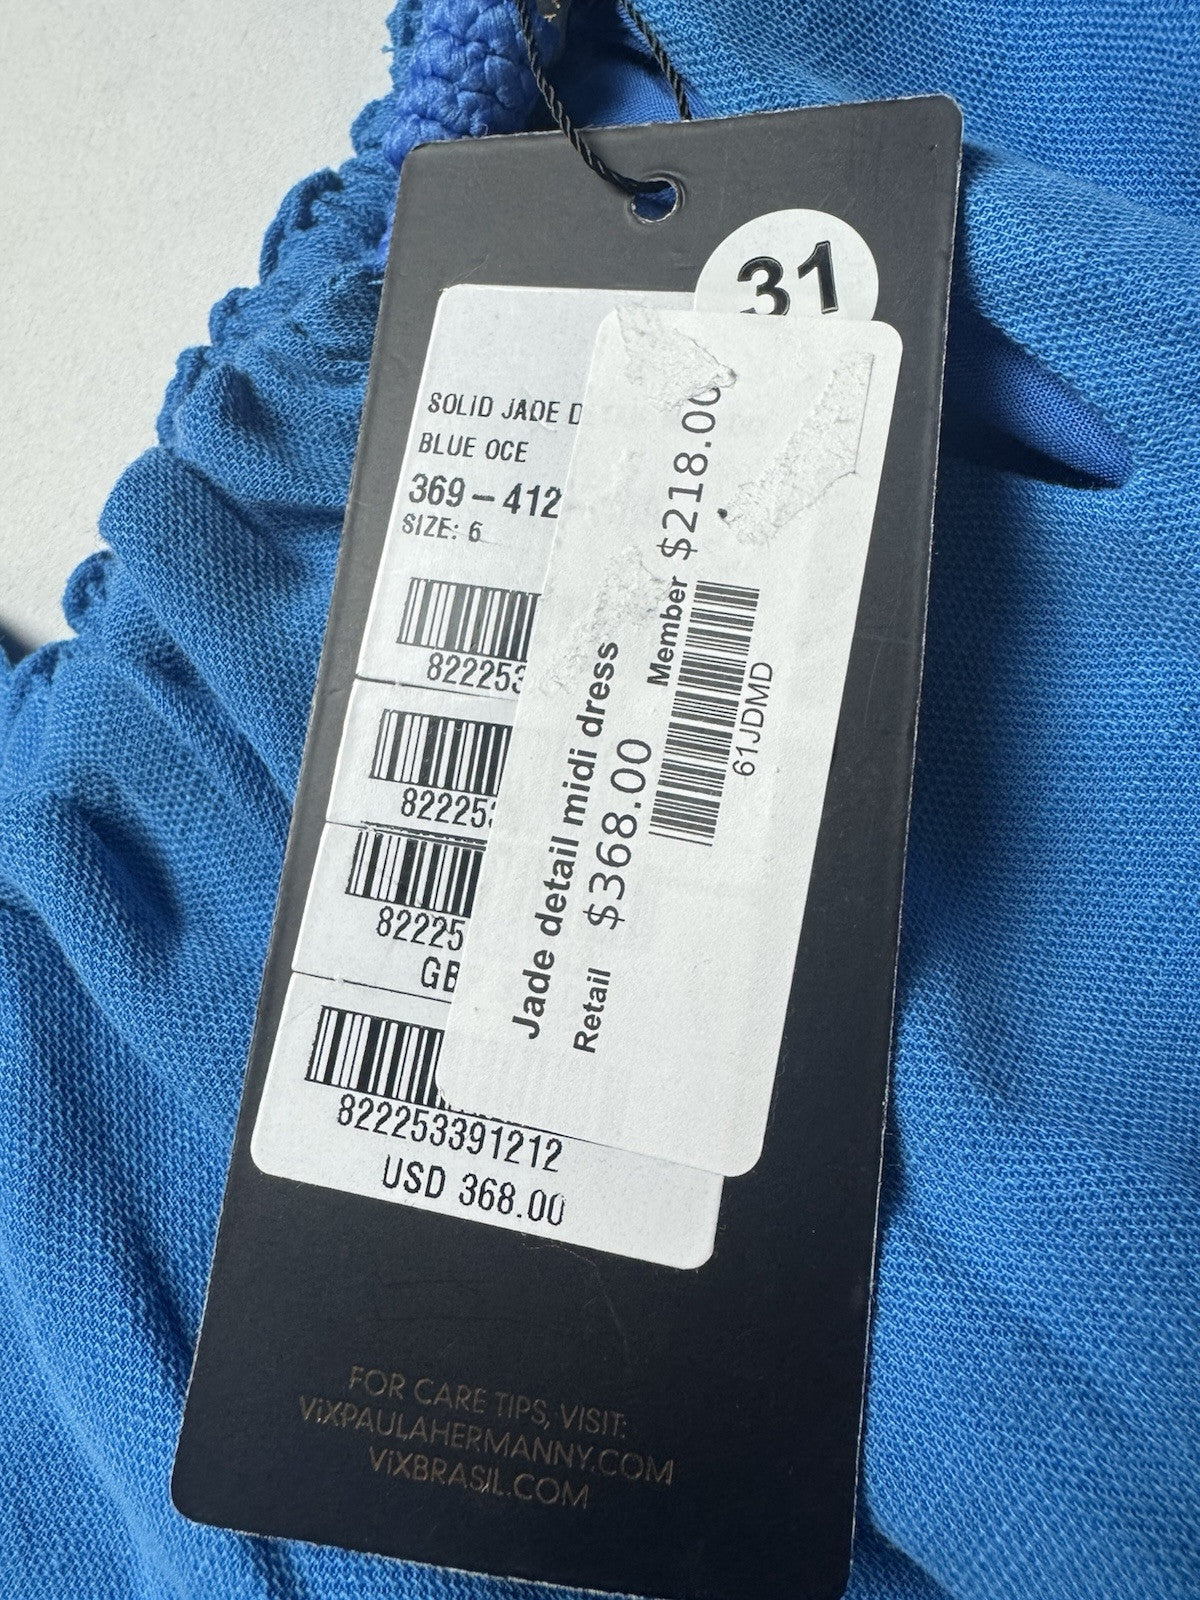 31
SOLID JADE D
BLUE OCE
369-412
SIZE: 6
822253
82225
82225
GB
822253391212
USD 368.00
Jade detail midi dress
Retail $368.00 Member $218.00
61JDMD
FOR CARE TIPS, VISIT:
ViXPAULAHERMANNY.COM
ViXBRASIL.COM